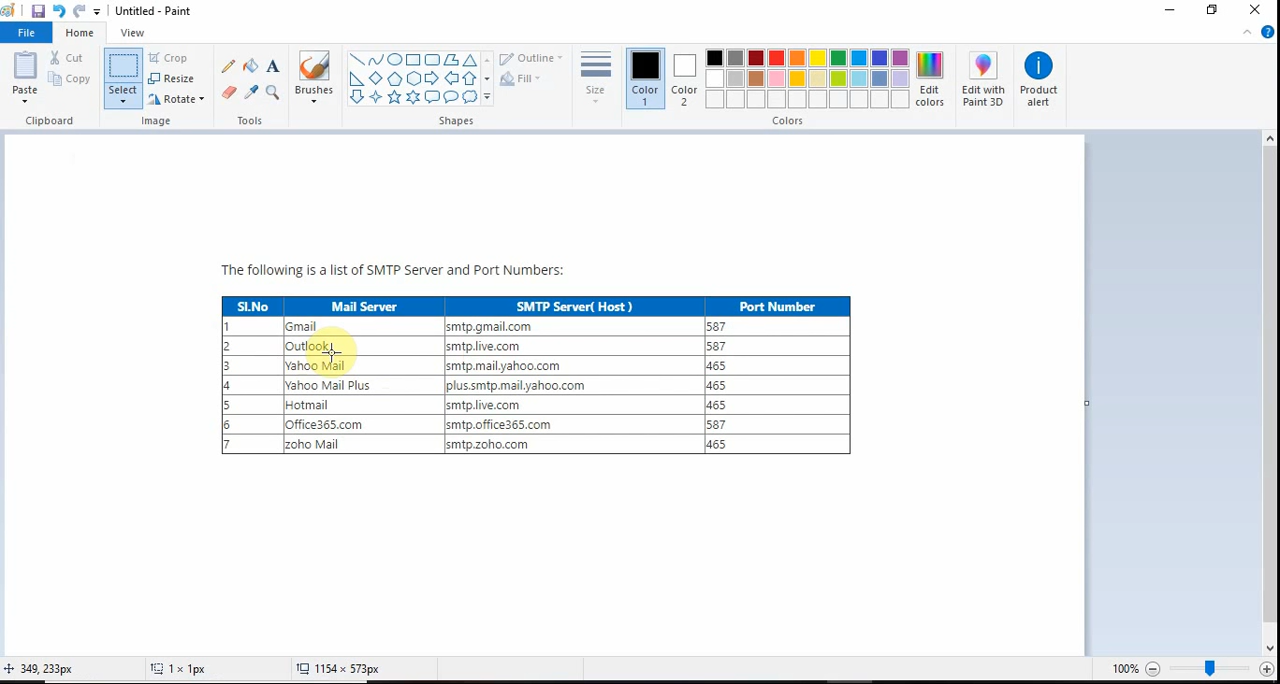 Untitled - Paint
File Home View
Paste
Cut
Copy
Clipboard
Select
Crop
Resize
Rotate
Image
A
Tools
Brushes
Outline
Fill
Shapes
Size
Color 1
Color 2
Edit colors
Colors
Edit with Paint 3D
Product alert
The following is a list of SMTP Server and Port Numbers:
Sl.No Mail Server SMTP Server( Host ) Port Number
1 Gmail smtp.gmail.com 587
2 Outlook smtp.live.com 587
3 Yahoo Mail smtp.mail.yahoo.com 465
4 Yahoo Mail Plus plus.smtp.mail.yahoo.com 465
5 Hotmail smtp.live.com 465
6 Office365.com smtp.office365.com 587
7 zoho Mail smtp.zoho.com 465
349, 233px 1 × 1px 1154 × 573px 100%